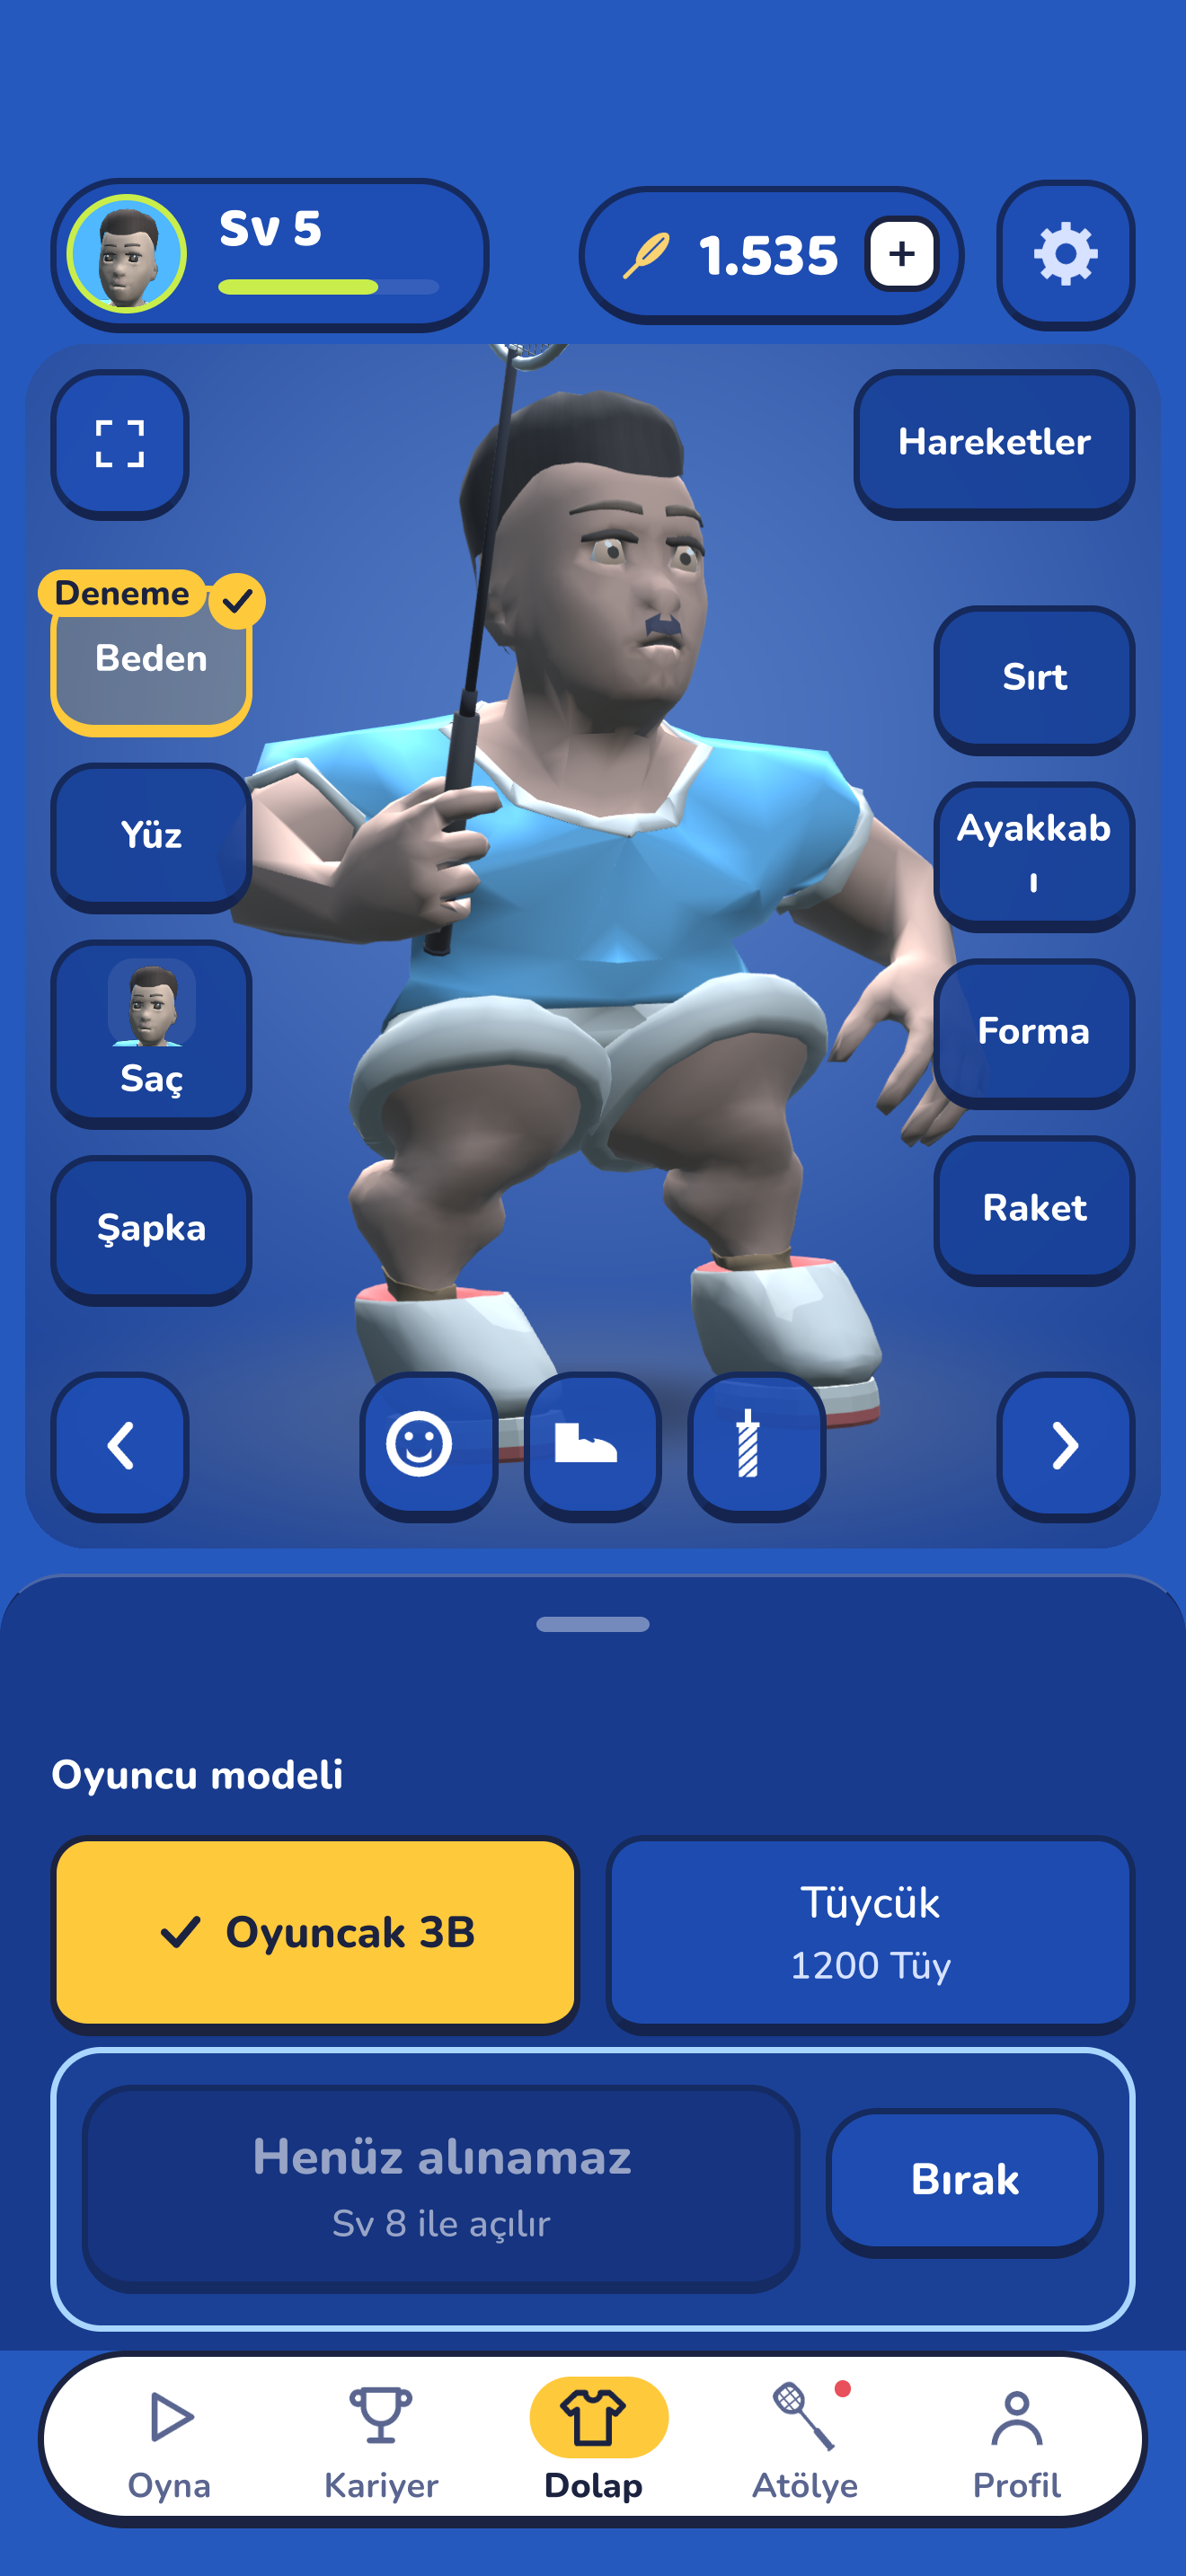 Sv 5
1.535
Hareketler
Deneme
Beden
Sırt
Yüz
Ayakkab
ı
Saç
Forma
Şapka
Raket
Oyuncu modeli
Oyuncak 3B
Tüycük
1200 Tüy
Henüz alınamaz
Sv 8 ile açılır
Bırak
Oyna
Kariyer
Dolap
Atölye
Profil